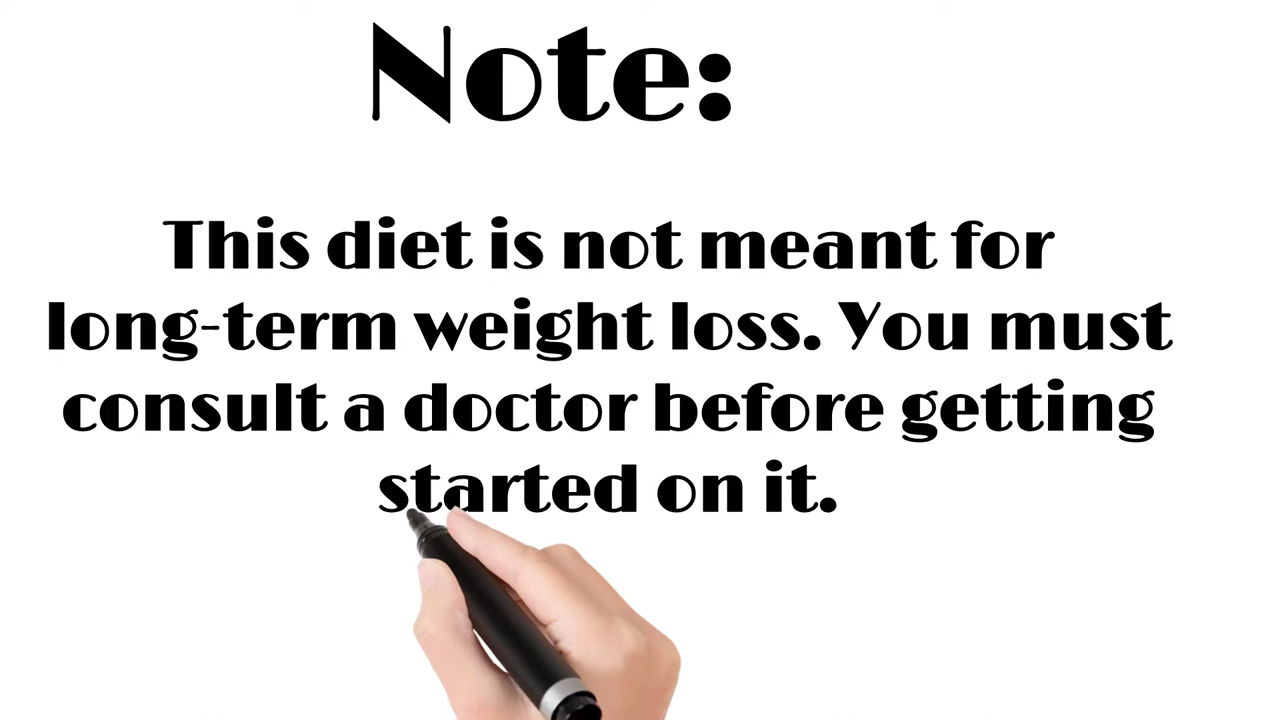 Note:
This diet is not meant for
long-term weight loss. You must
consult a doctor before getting
started on it.